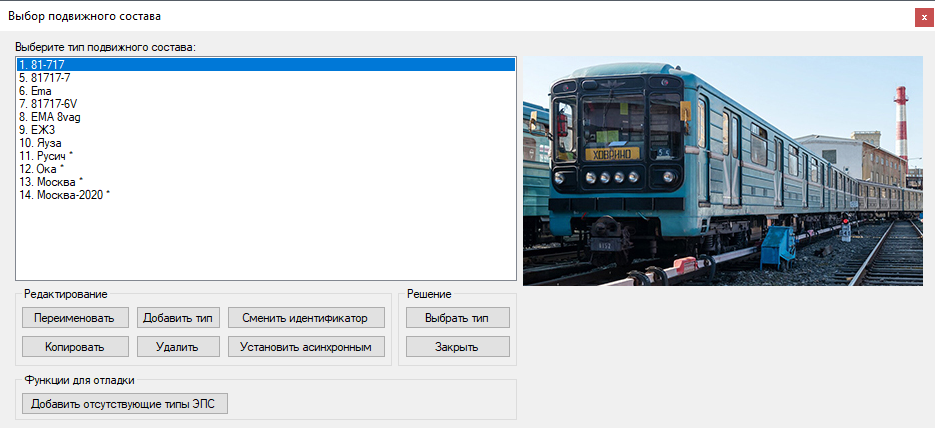 Выбор подвижного состава
x
Выберите тип подвижного состава:
1. 81-717
5. 81717-7
6. Ema
7. 81717-6V
8. EMA 8vag
9. ЕЖ3
10. Яуза
11. Русич *
12. Ока *
13. Москва *
14. Москва-2020 *
ХОВРИНО
Редактирование
Переименовать
Добавить тип
Сменить идентификатор
Копировать
Удалить
Установить асинхронным
Решение
Выбрать тип
Закрыть
Функции для отладки
Добавить отсутствующие типы ЭПС